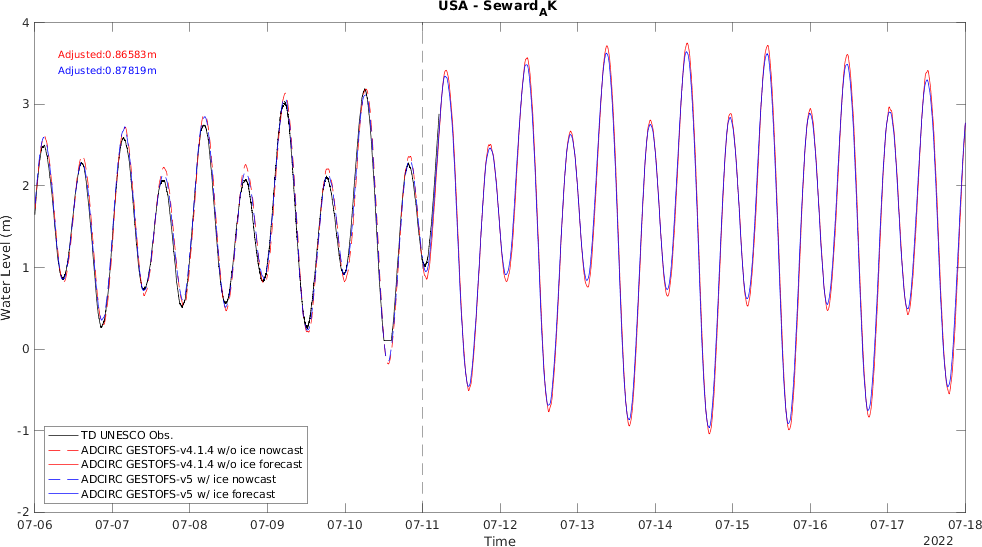 USA - Seward_AK
Adjusted:0.86583m
Adjusted:0.87819m
4
3
2
1
0
-1
-2
Water Level (m)
TD UNESCO Obs.
ADCIRC GESTOFS-v4.1.4 w/o ice nowcast
ADCIRC GESTOFS-v4.1.4 w/o ice forecast
ADCIRC GESTOFS-v5 w/ ice nowcast
ADCIRC GESTOFS-v5 w/ ice forecast
07-06 07-07 07-08 07-09 07-10 07-11 07-12 07-13 07-14 07-15 07-16 07-17 07-18
Time
2022